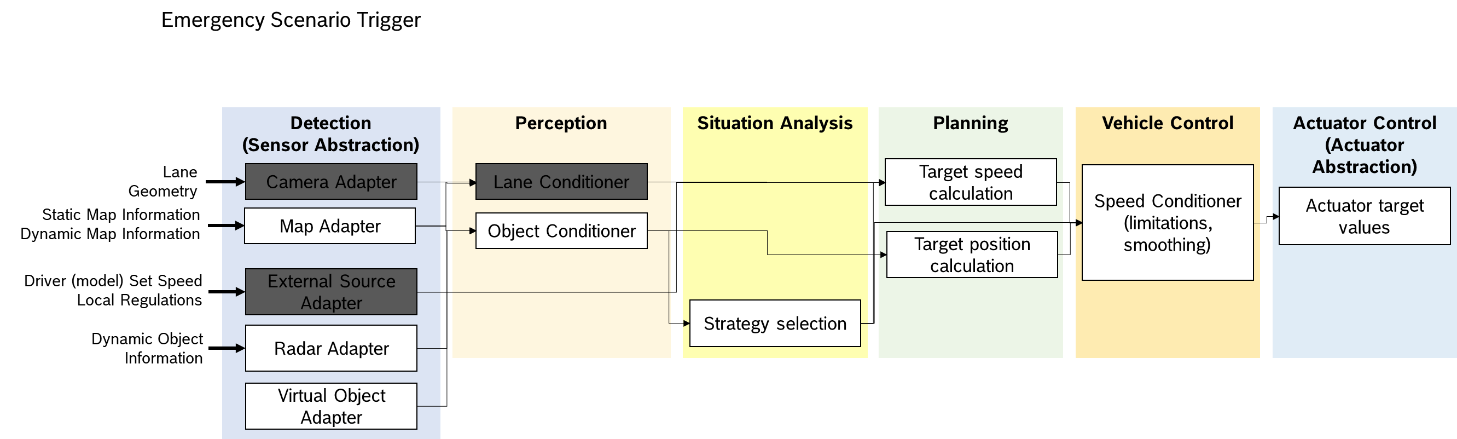 Emergency Scenario Trigger
Detection
(Sensor Abstraction)
Perception
Situation Analysis
Planning
Vehicle Control
Actuator Control
(Actuator
Abstraction)
Lane
Geometry
Camera Adapter
Lane Conditioner
Target speed
calculation
Static Map Information
Dynamic Map Information
Map Adapter
Object Conditioner
Target position
calculation
Speed Conditioner
(limitations,
smoothing)
Actuator target
values
Driver (model) Set Speed
Local Regulations
External Source
Adapter
Strategy selection
Dynamic Object
Information
Radar Adapter
Virtual Object
Adapter